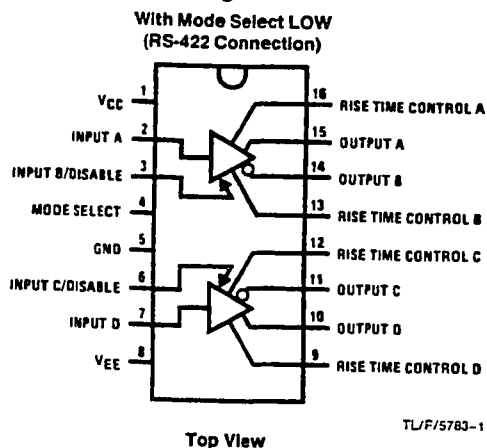 With Mode Select LOW
(RS-422 Connection)
VCC 1
INPUT A 2
INPUT B/DISABLE 3
MODE SELECT 4
GND 5
INPUT C/DISABLE 6
INPUT D 7
VEE 8
16 RISE TIME CONTROL A
15 OUTPUT A
14 OUTPUT B
13 RISE TIME CONTROL B
12 RISE TIME CONTROL C
11 OUTPUT C
10 OUTPUT D
9 RISE TIME CONTROL D
TL/F/5783-1
Top View